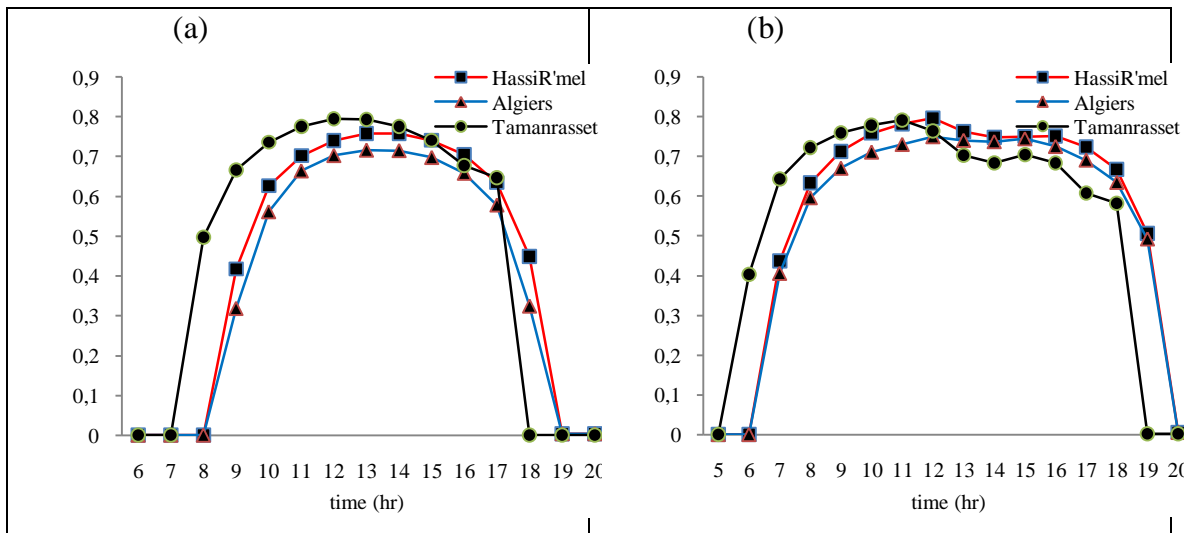 (a)
HassiR'mel
Algiers
Tamanrasset
0,9
0,8
0,7
0,6
0,5
0,4
0,3
0,2
0,1
0
6 7 8 9 10 11 12 13 14 15 16 17 18 19 20
time (hr)
(b)
HassiR'mel
Algiers
Tamanrasset
0,9
0,8
0,7
0,6
0,5
0,4
0,3
0,2
0,1
0
5 6 7 8 9 10 11 12 13 14 15 16 17 18 19 20
time (hr)